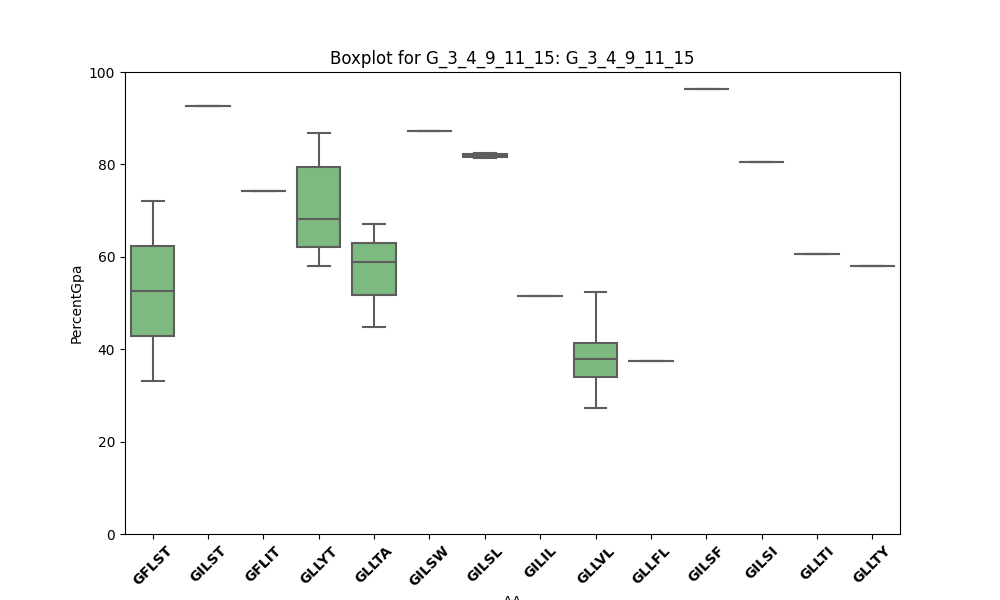 Boxplot for G_3_4_9_11_15: G_3_4_9_11_15
100
80
60
40
20
0
PercentGpa
GFLST
GILST
GFLIT
GLLYT
GLLTA
GILSW
GILSL
GILIL
GLLVL
GLLFL
GILSF
GILSI
GLLTI
GLLTY
AA